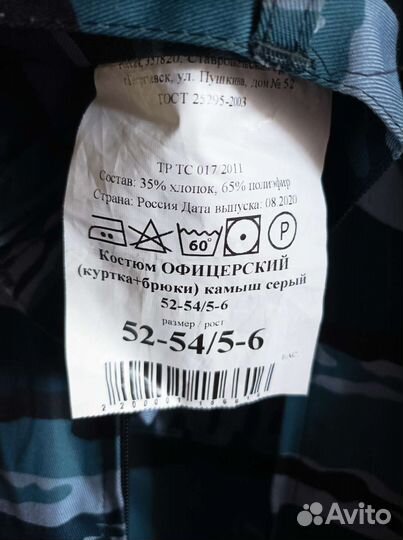 357820, Ставропольский
ул. Пушкина, дом № 52
ГОСТ 25295-2003
ТР ТС 017/2011
Состав: 35% хлопок, 65% полиэфир
Страна: Россия Дата выпуска: 08.2020
60° P
Костюм ОФИЦЕРСКИЙ
(куртка+брюки) камыш серый
52-54/5-6
размер / рост
52-54/5-6
ЕАС
Avito